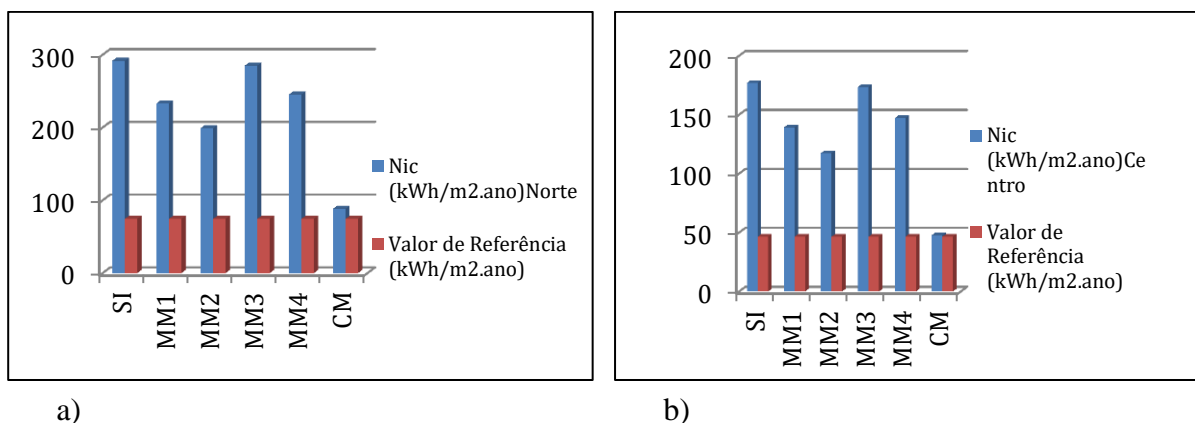 300
200
100
0
SI
MM1
MM2
MM3
MM4
CM
Nic
(kWh/m2.ano)Norte
Valor de Referência
(kWh/m2.ano)
200
150
100
50
0
SI
MM1
MM2
MM3
MM4
CM
Nic
(kWh/m2.ano)Ce
ntro
Valor de
Referência
(kWh/m2.ano)
a)
b)